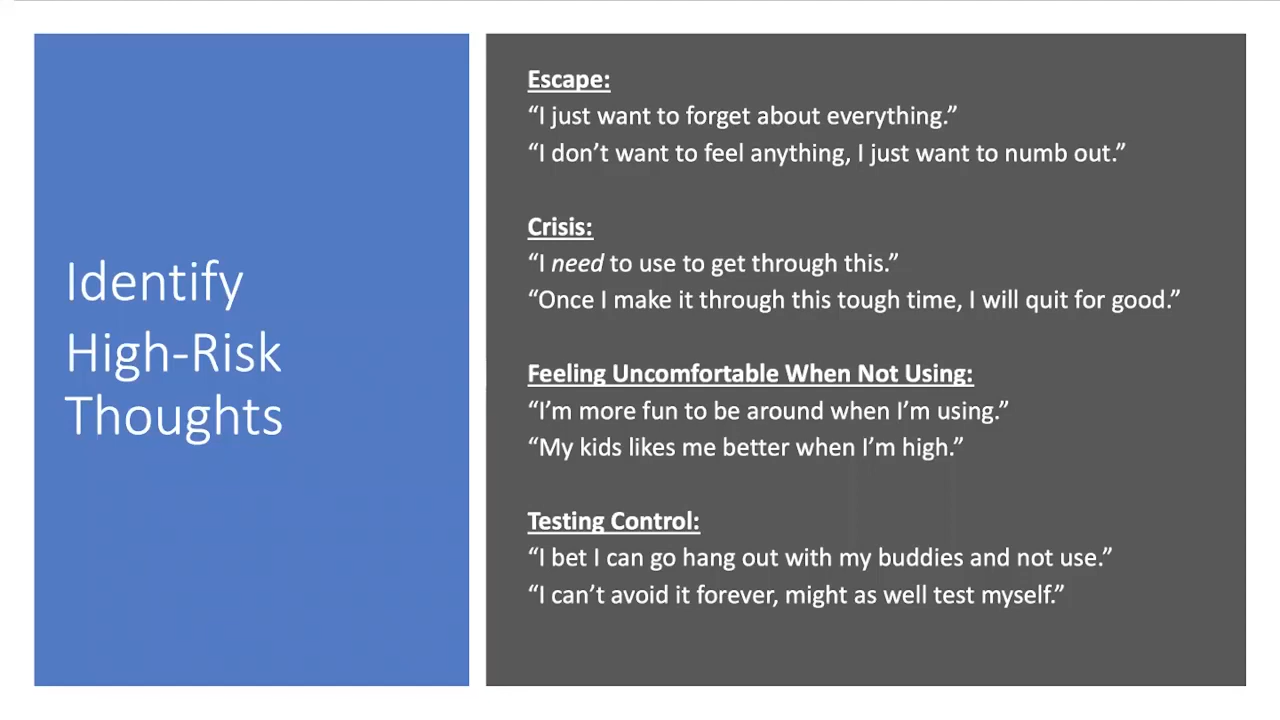 Identify
High-Risk
Thoughts
Escape:
“I just want to forget about everything.”
“I don’t want to feel anything, I just want to numb out.”
Crisis:
“I need to use to get through this.”
“Once I make it through this tough time, I will quit for good.”
Feeling Uncomfortable When Not Using:
“I’m more fun to be around when I’m using.”
“My kids likes me better when I’m high.”
Testing Control:
“I bet I can go hang out with my buddies and not use.”
“I can’t avoid it forever, might as well test myself.”